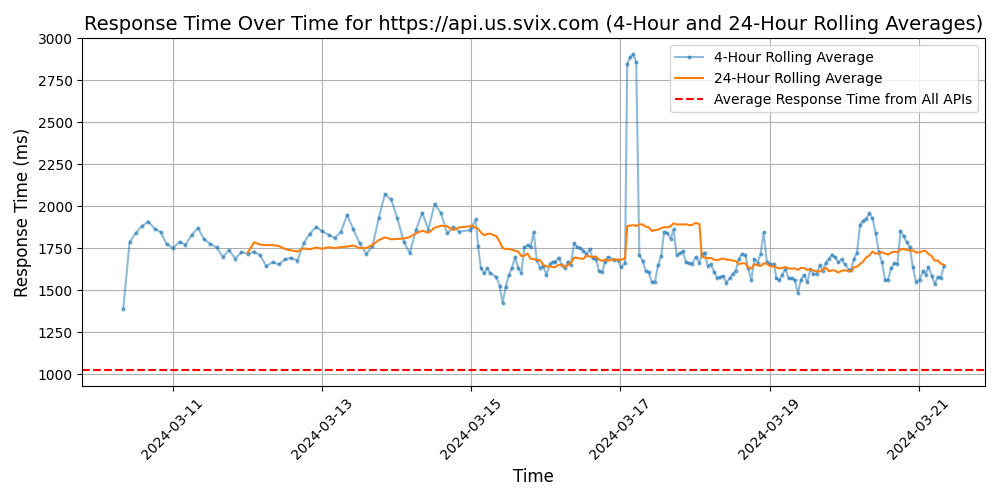 Response Time Over Time for https://api.us.svix.com (4-Hour and 24-Hour Rolling Averages)
4-Hour Rolling Average
24-Hour Rolling Average
Average Response Time from All APIs
Response Time (ms)
3000
2750
2500
2250
2000
1750
1500
1250
1000
2024-03-11
2024-03-13
2024-03-15
2024-03-17
2024-03-19
2024-03-21
Time